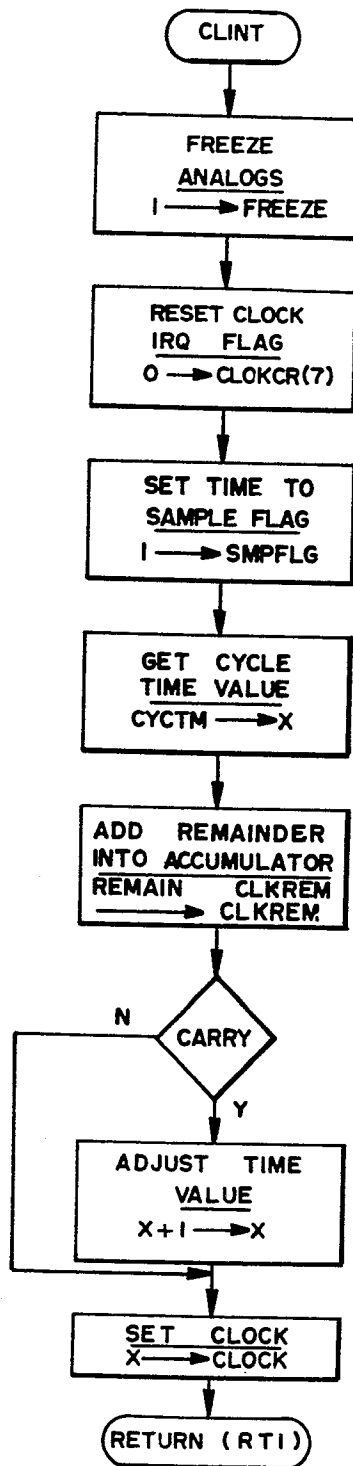 CLINT
FREEZE
ANALOGS
1 → FREEZE
RESET CLOCK
IRQ FLAG
0 → CLOKCR(7)
SET TIME TO
SAMPLE FLAG
1 → SMPFLG
GET CYCLE
TIME VALUE
CYCTM → X
ADD REMAINDER
INTO ACCUMULATOR
REMAIN CLKREM
→ CLKREM
N
CARRY
Y
ADJUST TIME
VALUE
X+1 → X
SET CLOCK
X → CLOCK
RETURN (RTI)